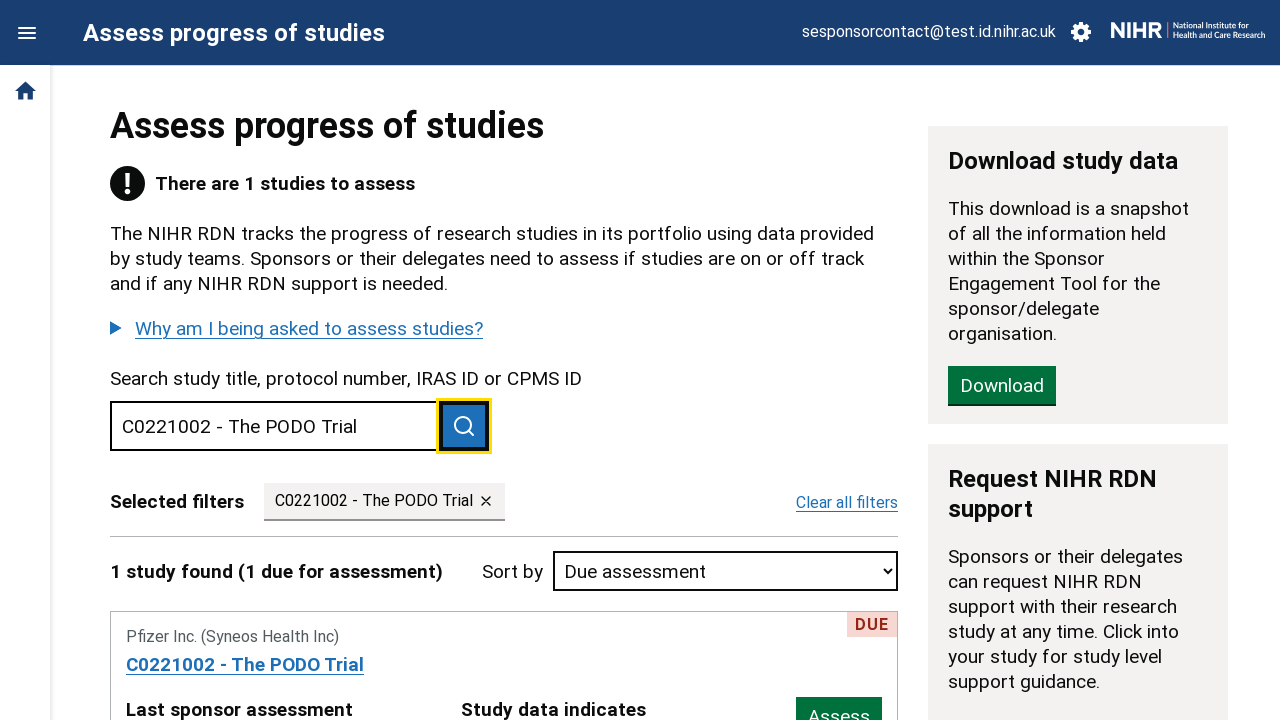 Assess progress of studies
sesponsorcontact@test.id.nihr.ac.uk
NIHR National Institute for
Health and Care Research
Assess progress of studies
There are 1 studies to assess
The NIHR RDN tracks the progress of research studies in its portfolio using data provided
by study teams. Sponsors or their delegates need to assess if studies are on or off track
and if any NIHR RDN support is needed.
Why am I being asked to assess studies?
Search study title, protocol number, IRAS ID or CPMS ID
C0221002 - The PODO Trial
Selected filters
C0221002 - The PODO Trial
Clear all filters
1 study found (1 due for assessment)
Sort by
Due assessment
DUE
Pfizer Inc. (Syneos Health Inc)
C0221002 - The PODO Trial
Last sponsor assessment
Study data indicates
Assess
Download study data
This download is a snapshot
of all the information held
within the Sponsor
Engagement Tool for the
sponsor/delegate
organisation.
Download
Request NIHR RDN
support
Sponsors or their delegates
can request NIHR RDN
support with their research
study at any time. Click into
your study for study level
support guidance.